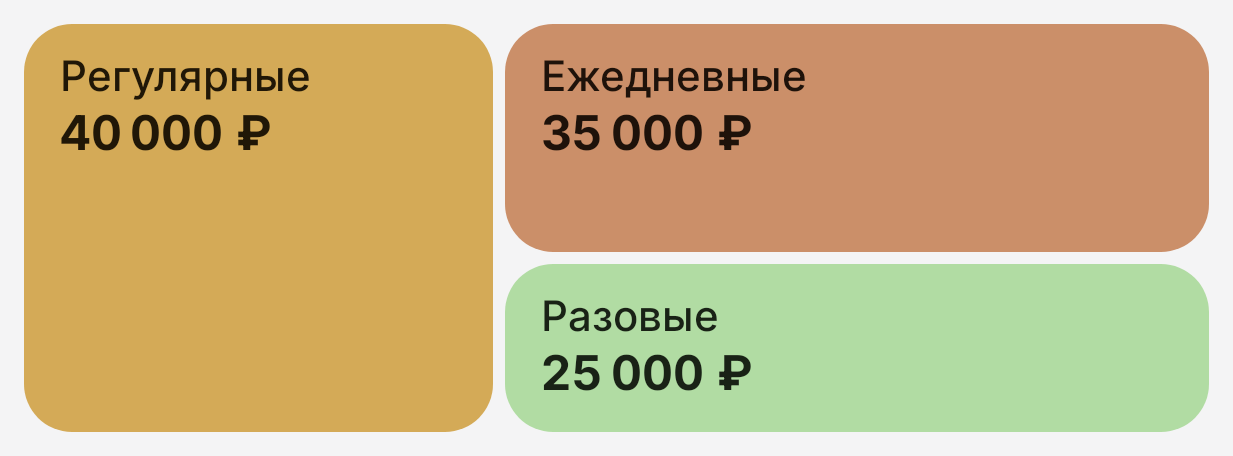 Регулярные
40 000 ₽
Ежедневные
35 000 ₽
Разовые
25 000 ₽